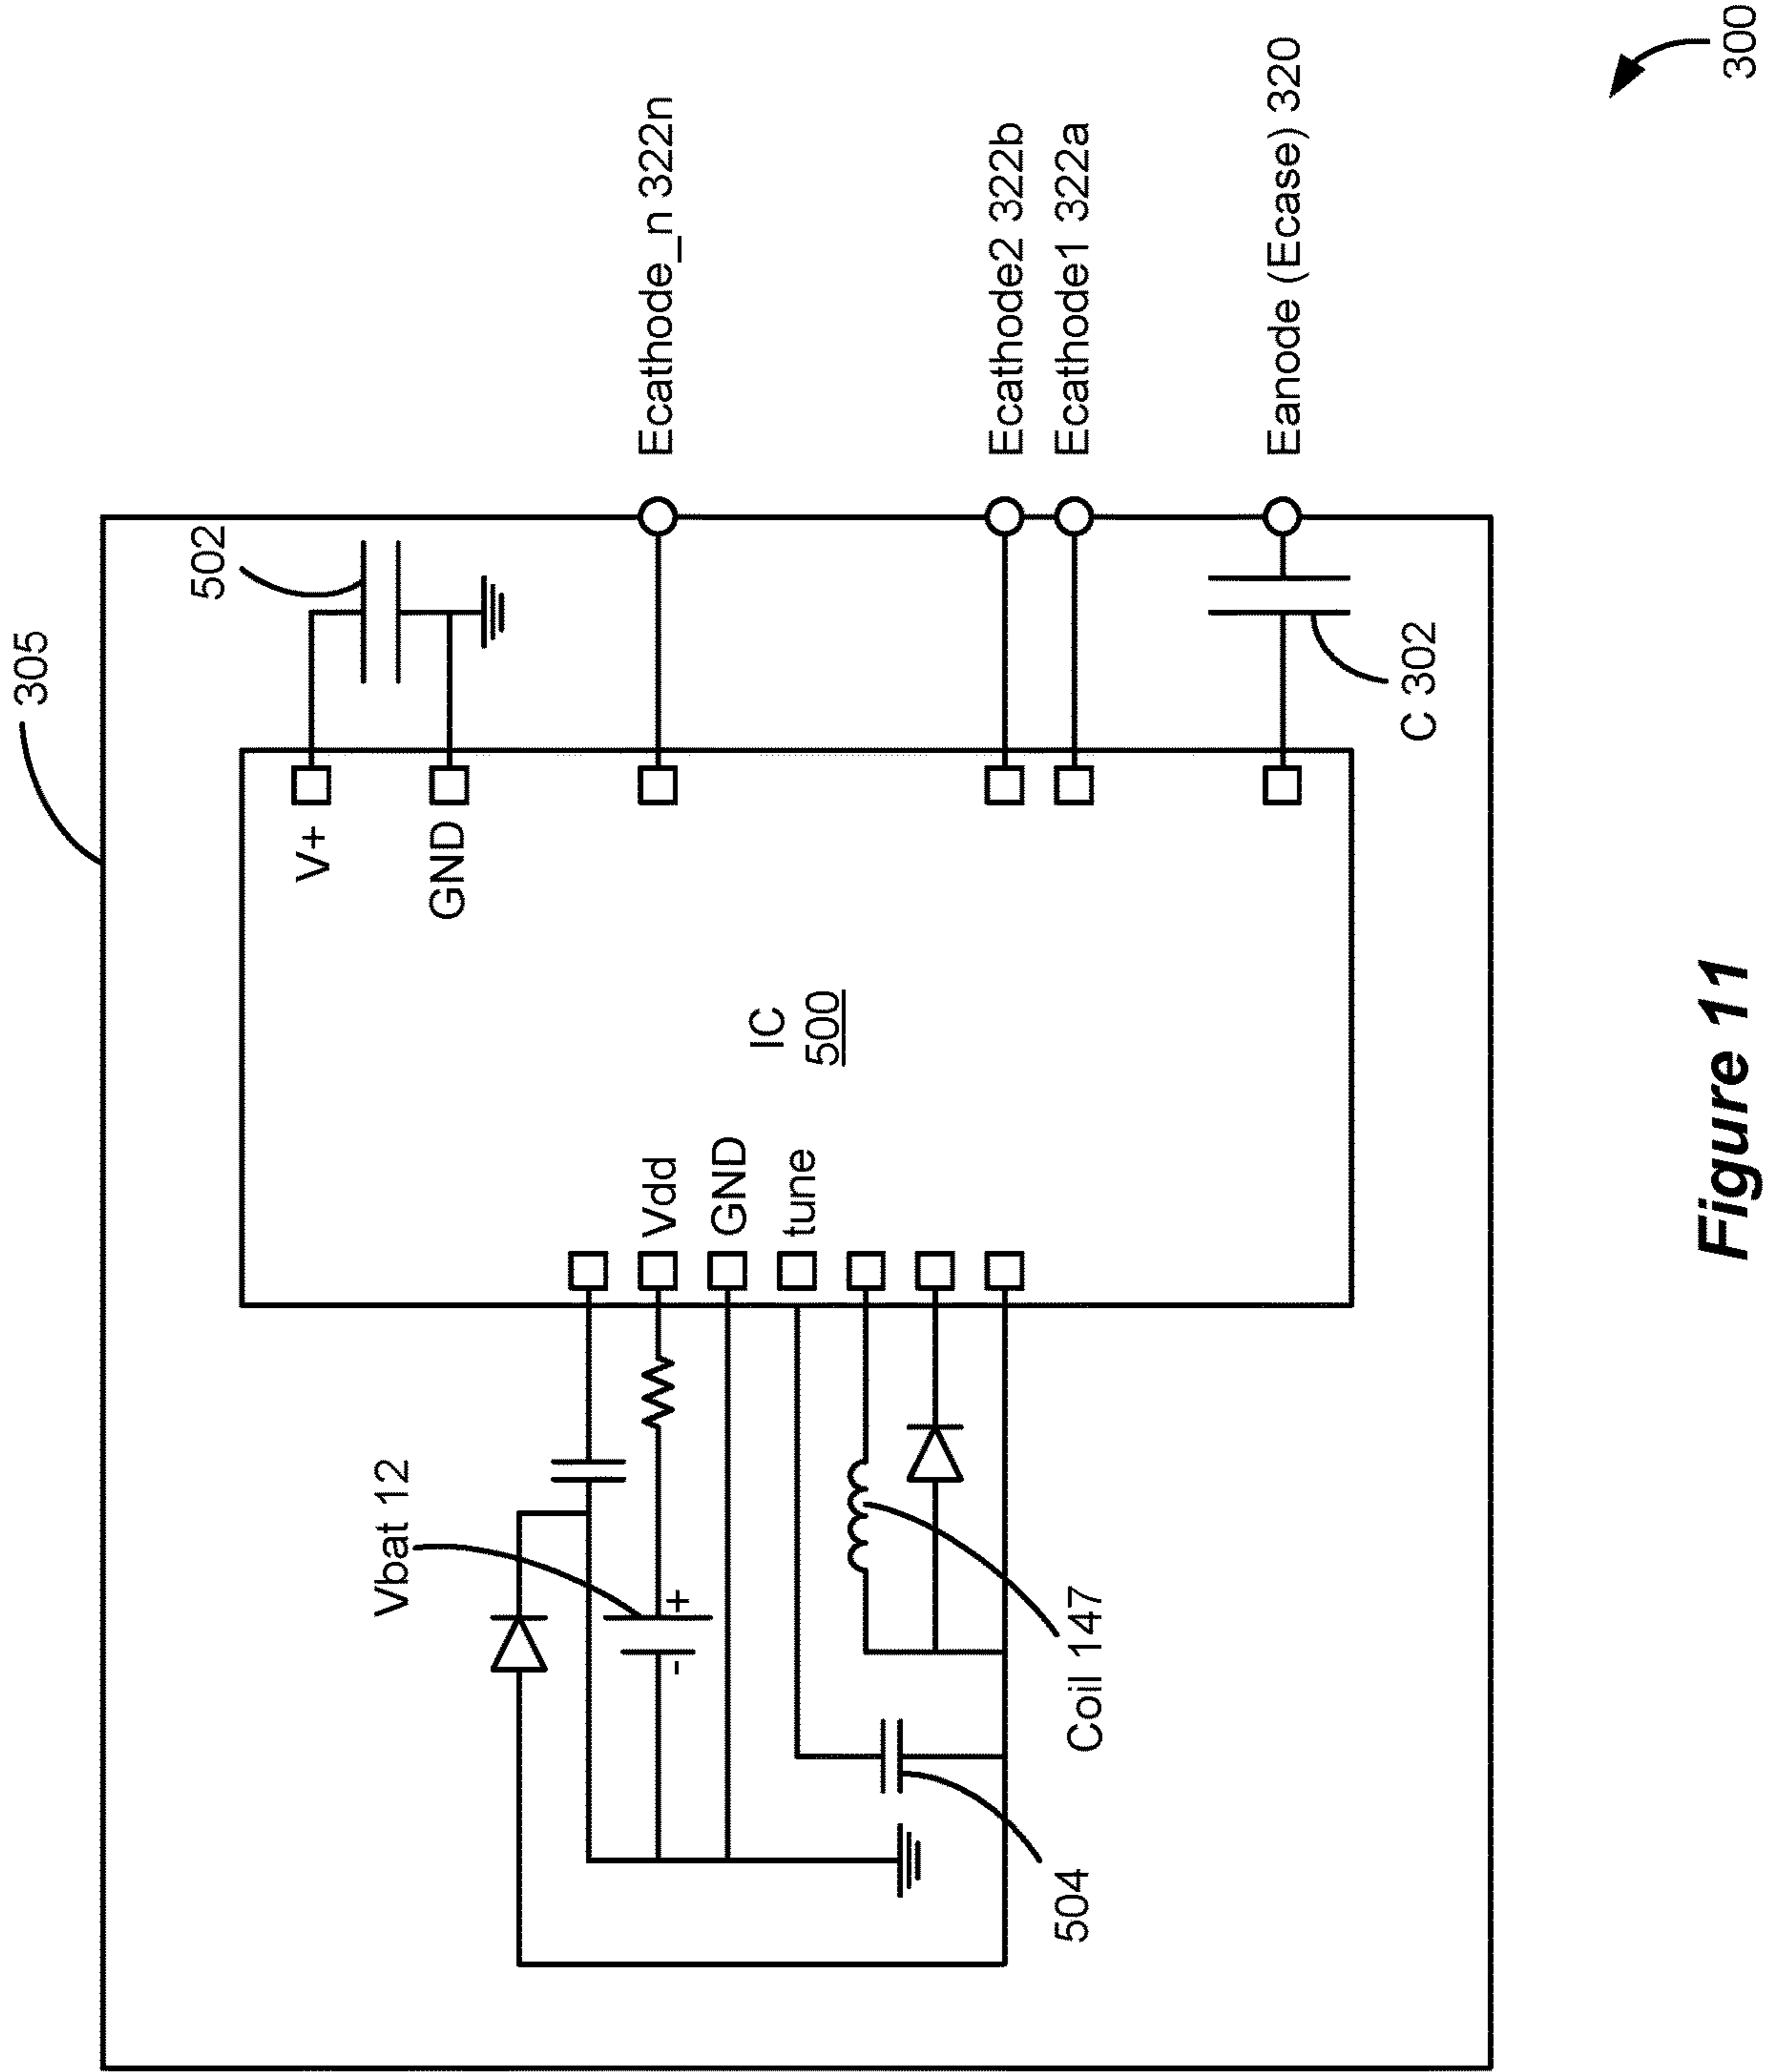 305
502
V+
GND
Ecathode_n 322n
Ecathode2 322b
Ecathode1 322a
Eanode (Ecase) 320
C 302
IC
500
Vdd
GND
tune
Vbat 12
+
-
Coil 147
504
300
Figure 11